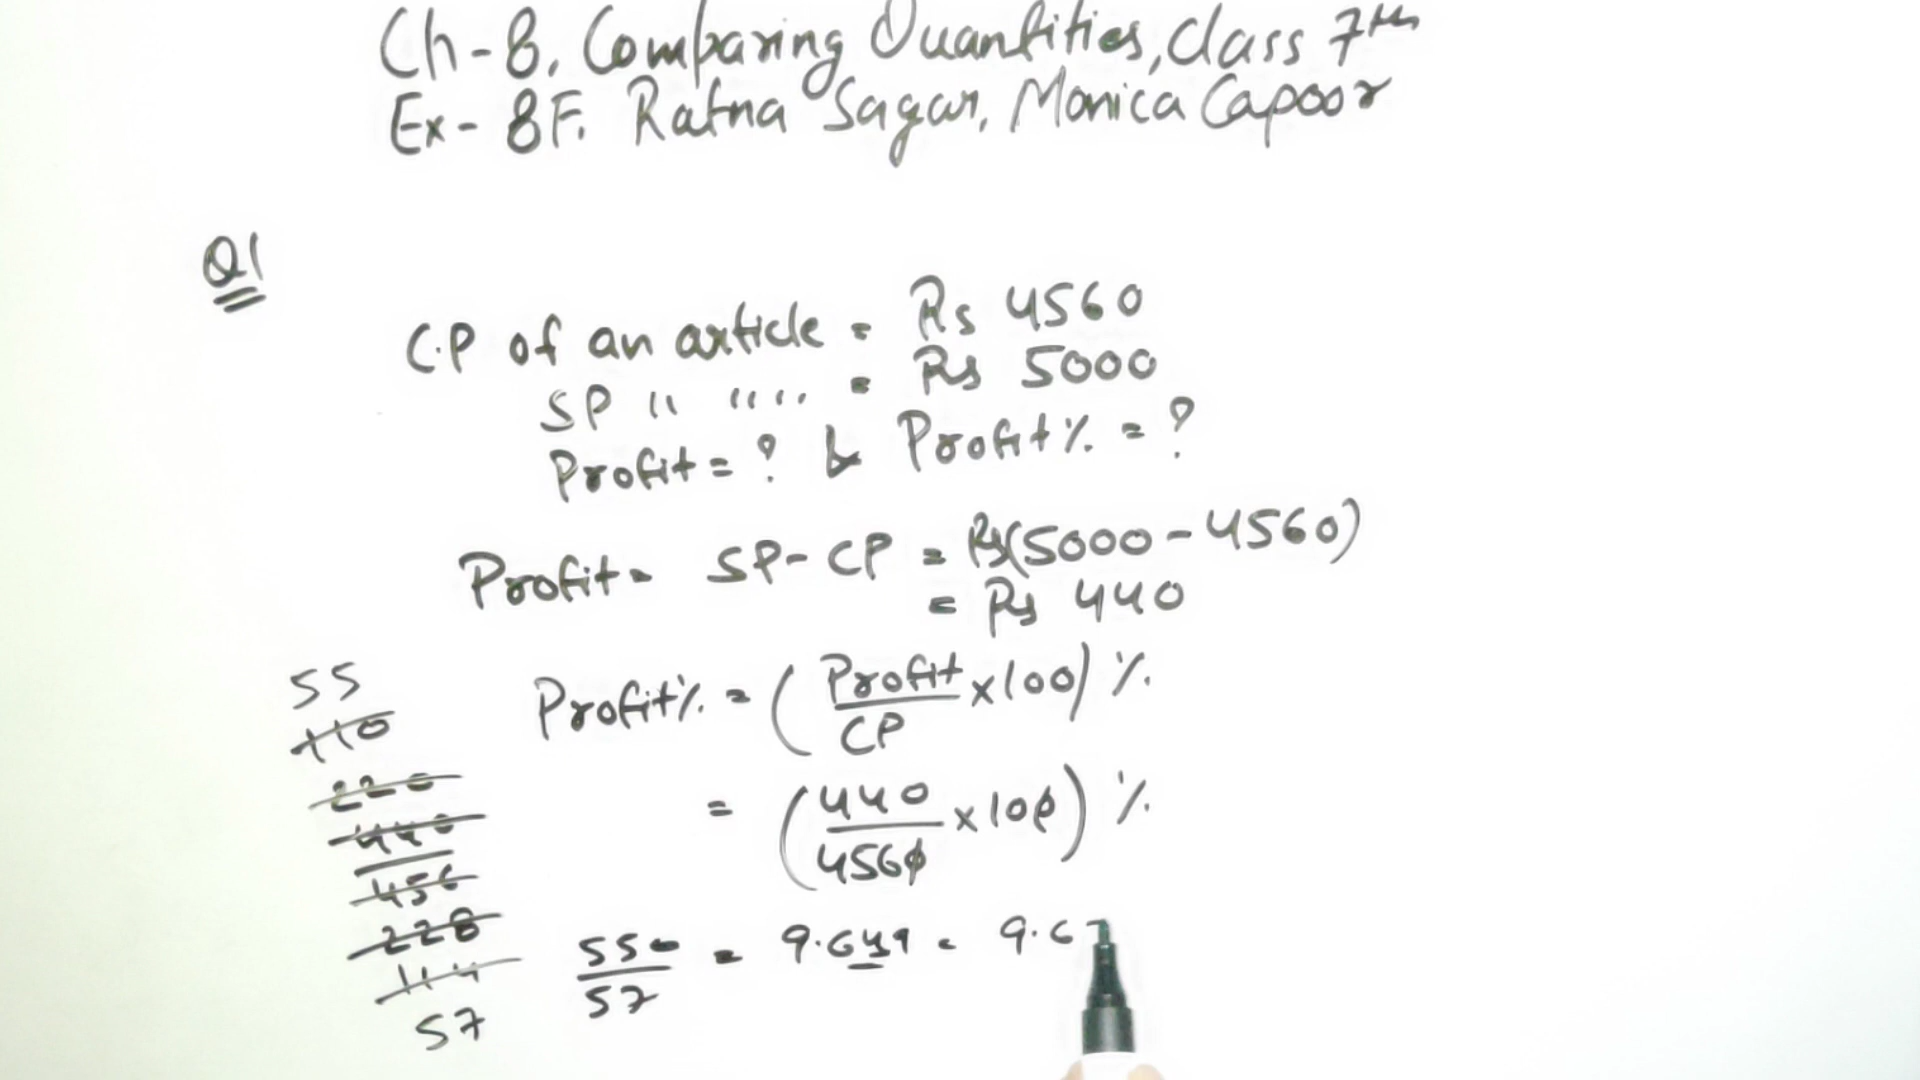 Ch-8, Comparing Quantities, Class 7th
Ex-8F. Ratna Sagar, Monica Capoor
Q1
C.P of an article = Rs 4560
SP " " " = Rs 5000
Profit = ? & Profit% = ?
Profit = SP - CP = Rs(5000 - 4560)
= Rs 440
Profit% = (Profit/CP × 100) %
= (440/4560 × 100) %
55
110
220
440
456
228
114
57
550/57 = 9.649 = 9.6